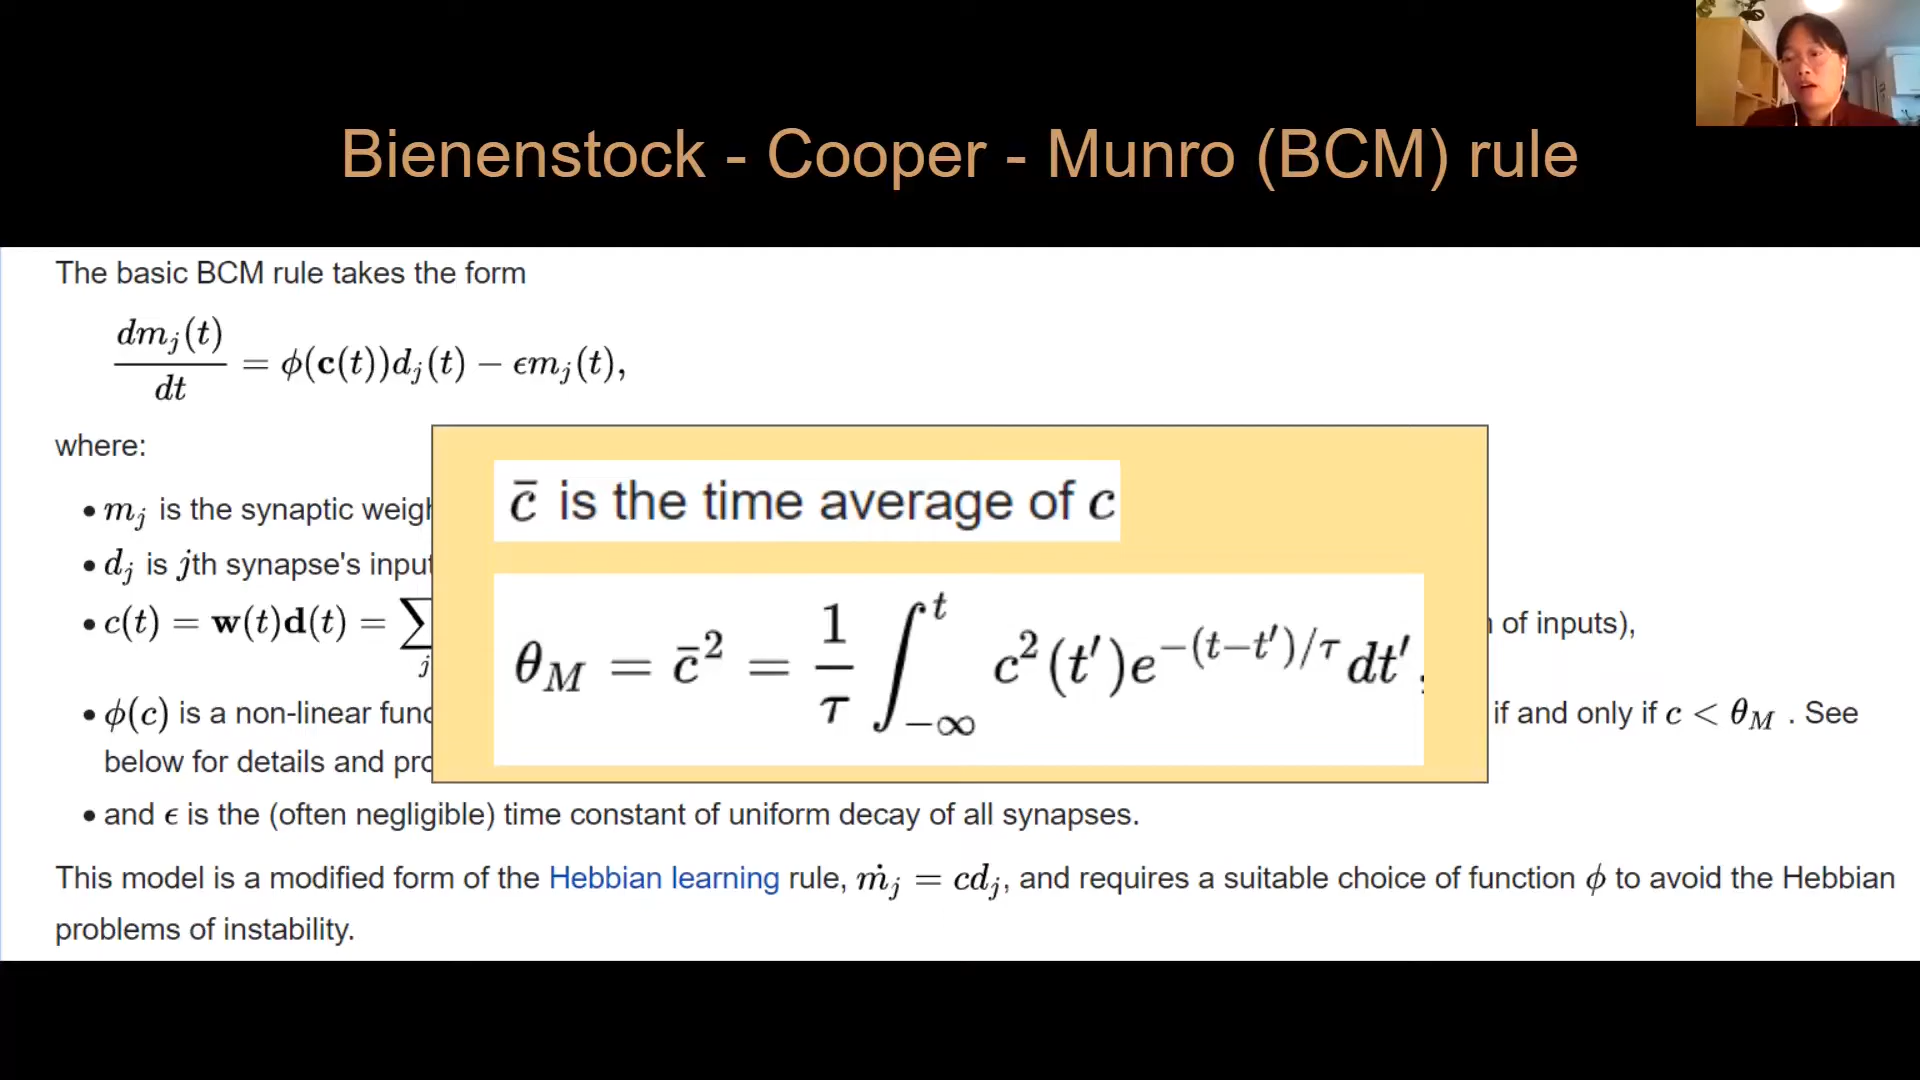 Bienenstock - Cooper - Munro (BCM) rule
The basic BCM rule takes the form
dm_j(t)/dt = ϕ(c(t))d_j(t) − ϵm_j(t),
where:
• m_j is the synaptic weigh
• d_j is jth synapse's input
• c(t) = w(t)d(t) = ∑_j
of inputs),
• ϕ(c) is a non-linear func
if and only if c < θ_M . See
below for details and pro
c̄ is the time average of c
θ_M = c̄² = 1/τ ∫_{−∞}^t c²(t′)e^{−(t−t′)/τ} dt′,
• and ϵ is the (often negligible) time constant of uniform decay of all synapses.
This model is a modified form of the Hebbian learning rule, ṁ_j = cd_j, and requires a suitable choice of function ϕ to avoid the Hebbian
problems of instability.